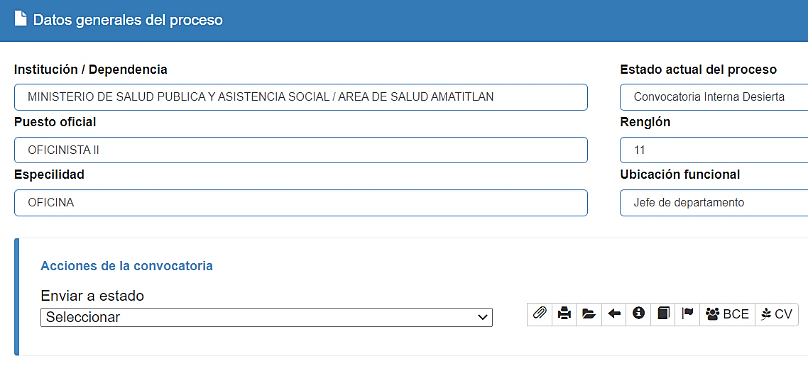 Datos generales del proceso
Institución / Dependencia
Estado actual del proceso
MINISTERIO DE SALUD PUBLICA Y ASISTENCIA SOCIAL / AREA DE SALUD AMATITLAN
Convocatoria Interna Desierta
Puesto oficial
Renglón
OFICINISTA II
11
Especilidad
Ubicación funcional
OFICINA
Jefe de departamento
Acciones de la convocatoria
Enviar a estado
Seleccionar
BCE
CV